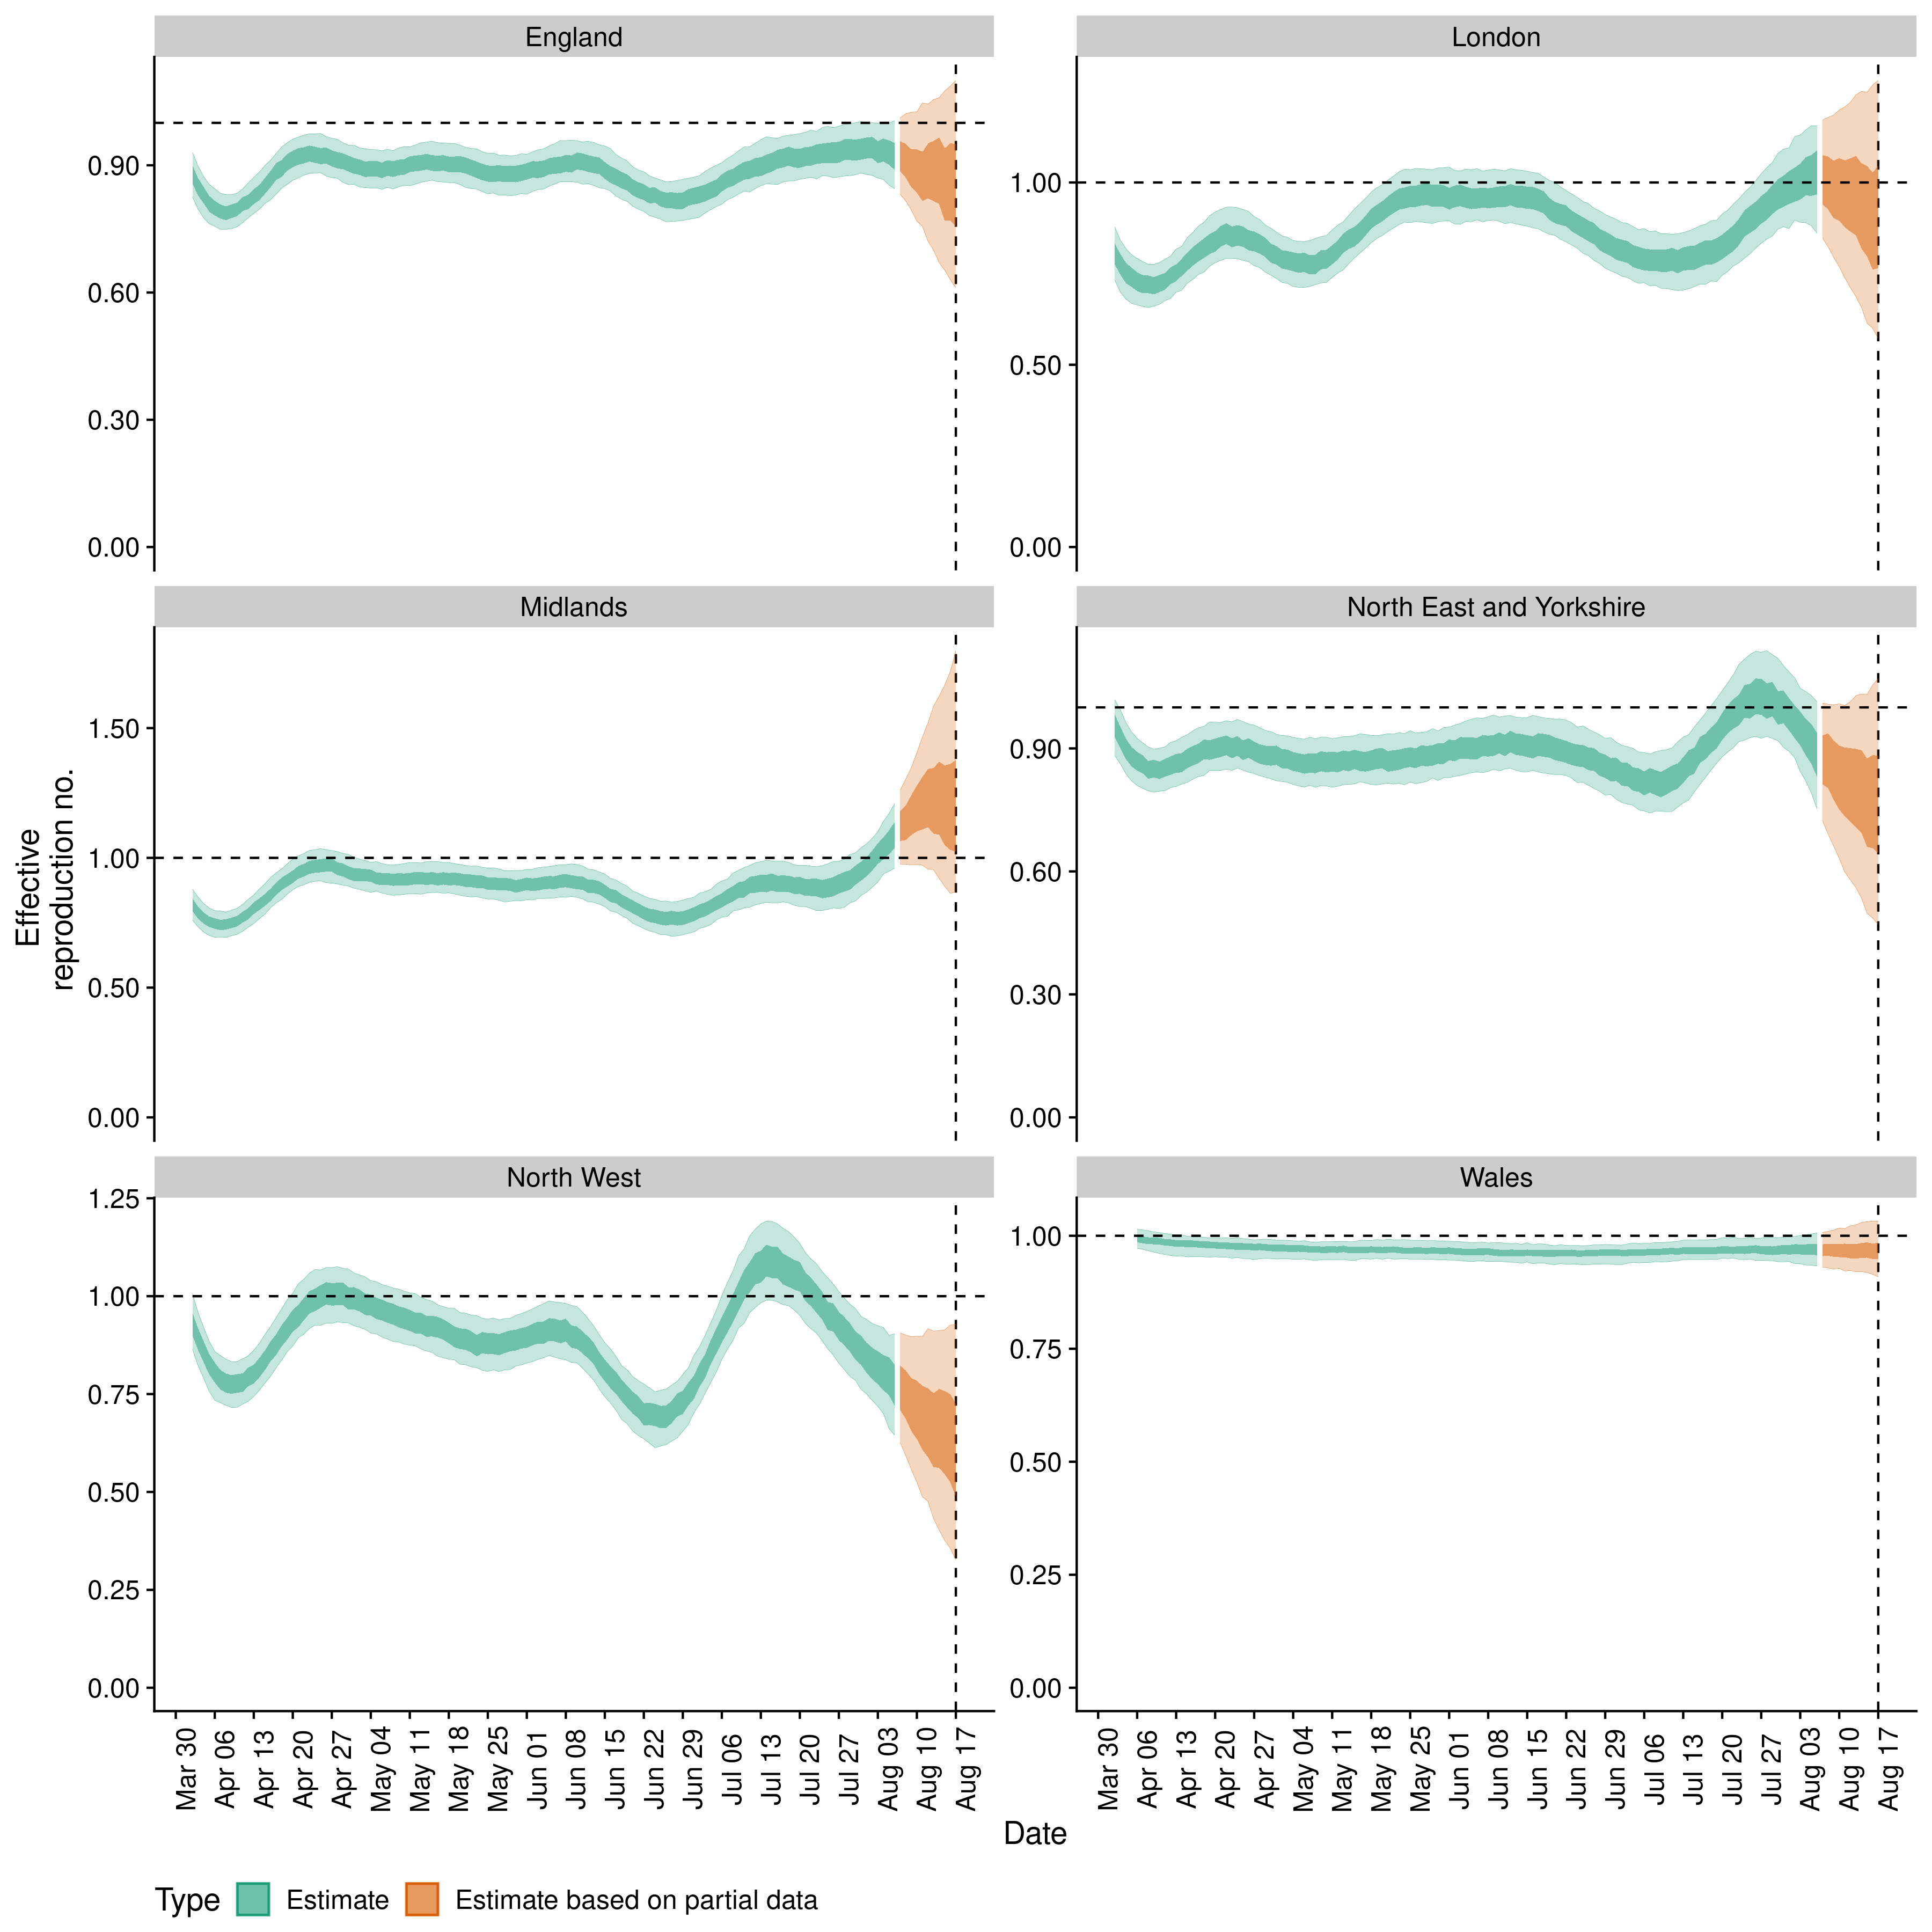 England
London
0.90
0.60
0.30
0.00
1.00
0.50
0.00
Midlands
North East and Yorkshire
1.50
1.00
0.50
0.00
0.90
0.60
0.30
0.00
Effective
reproduction no.
North West
Wales
1.25
1.00
0.75
0.50
0.25
0.00
1.00
0.75
0.50
0.25
0.00
Mar 30
Apr 06
Apr 13
Apr 20
Apr 27
May 04
May 11
May 18
May 25
Jun 01
Jun 08
Jun 15
Jun 22
Jun 29
Jul 06
Jul 13
Jul 20
Jul 27
Aug 03
Aug 10
Aug 17
Mar 30
Apr 06
Apr 13
Apr 20
Apr 27
May 04
May 11
May 18
May 25
Jun 01
Jun 08
Jun 15
Jun 22
Jun 29
Jul 06
Jul 13
Jul 20
Jul 27
Aug 03
Aug 10
Aug 17
Date
Type Estimate Estimate based on partial data